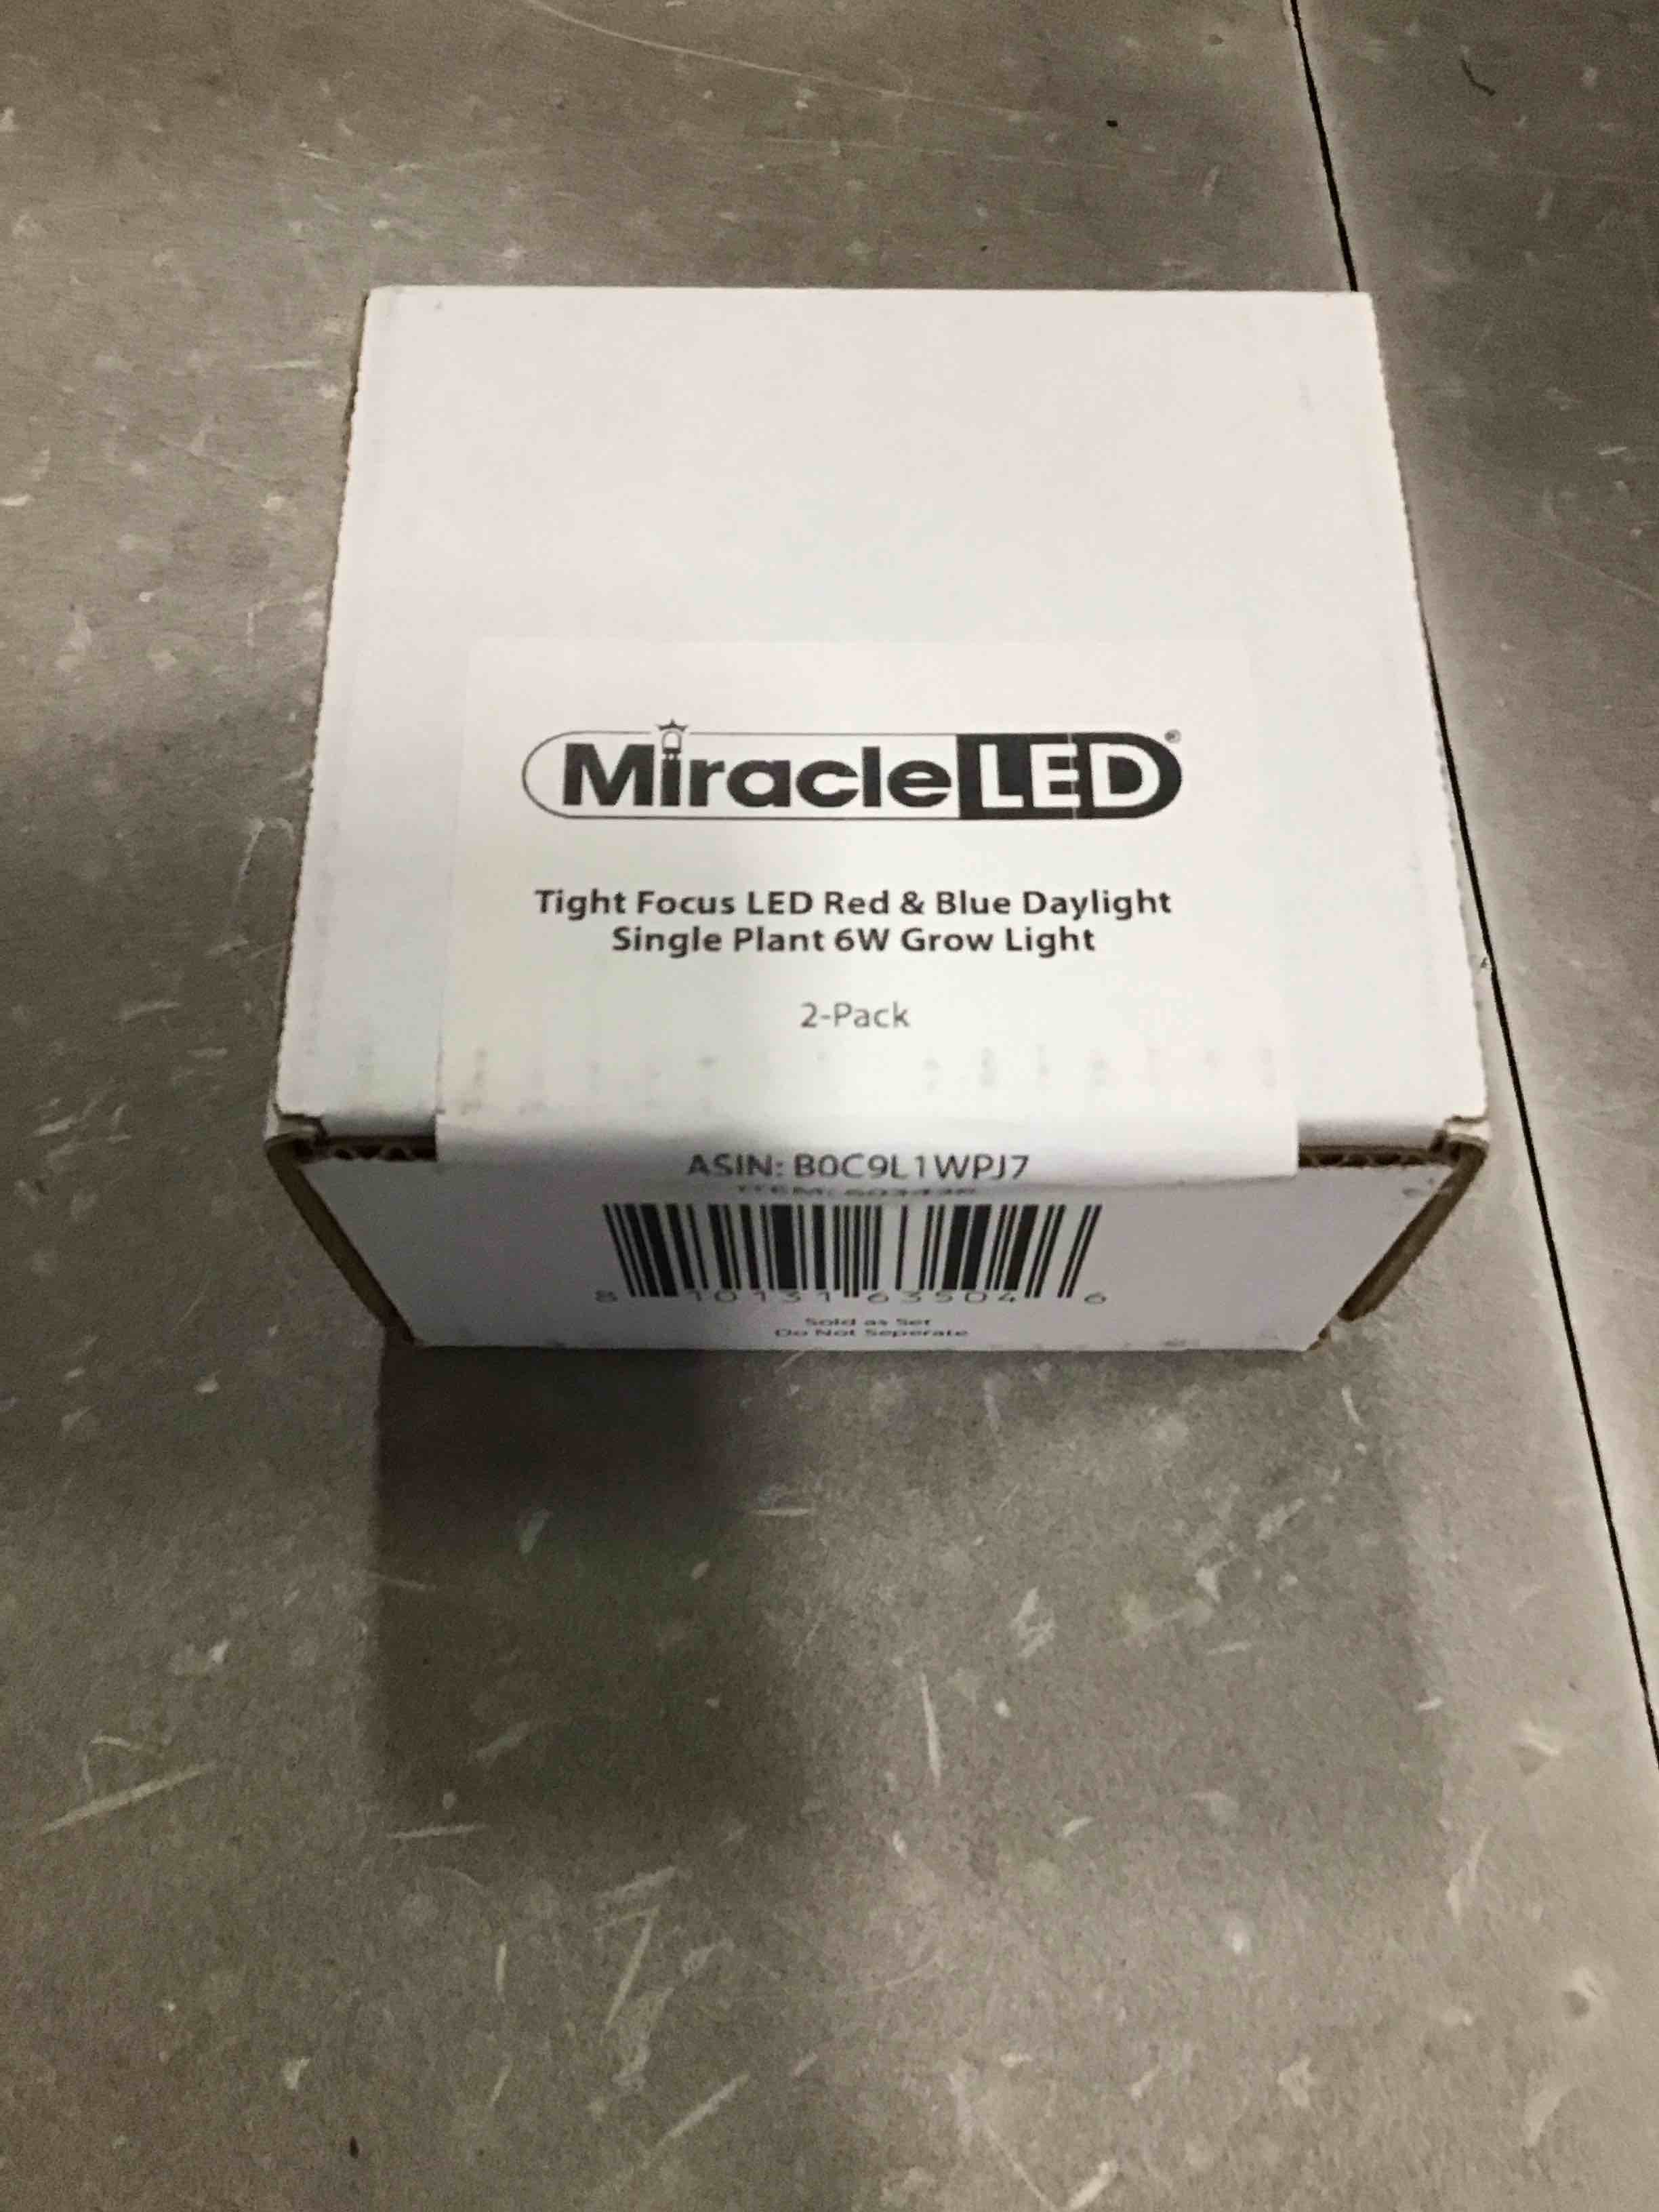 MiracleLED®
Tight Focus LED Red & Blue Daylight
Single Plant 6W Grow Light
2-Pack
ASIN: B0C9L1WPJ7
ITEM:
8 10131 63504 6
Sold as Set
Do Not Seperate